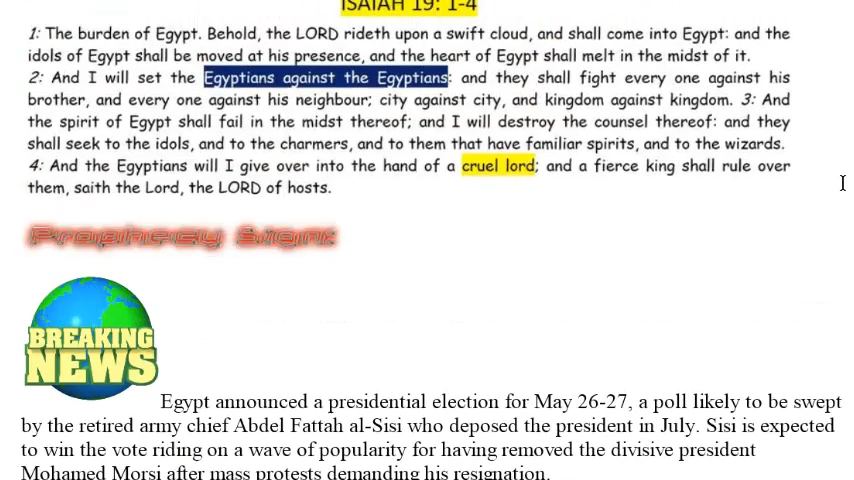 ISAIAH 19: 1-4
1: The burden of Egypt. Behold, the LORD rideth upon a swift cloud, and shall come into Egypt: and the
idols of Egypt shall be moved at his presence, and the heart of Egypt shall melt in the midst of it.
2: And I will set the Egyptians against the Egyptians: and they shall fight every one against his
brother, and every one against his neighbour; city against city, and kingdom against kingdom. 3: And
the spirit of Egypt shall fail in the midst thereof; and I will destroy the counsel thereof: and they
shall seek to the idols, and to the charmers, and to them that have familiar spirits, and to the wizards.
4: And the Egyptians will I give over into the hand of a cruel lord; and a fierce king shall rule over
them, saith the Lord, the LORD of hosts.
Prophecy Sign:
BREAKING
NEWS
Egypt announced a presidential election for May 26-27, a poll likely to be swept
by the retired army chief Abdel Fattah al-Sisi who deposed the president in July. Sisi is expected
to win the vote riding on a wave of popularity for having removed the divisive president
Mohamed Morsi after mass protests demanding his resignation.